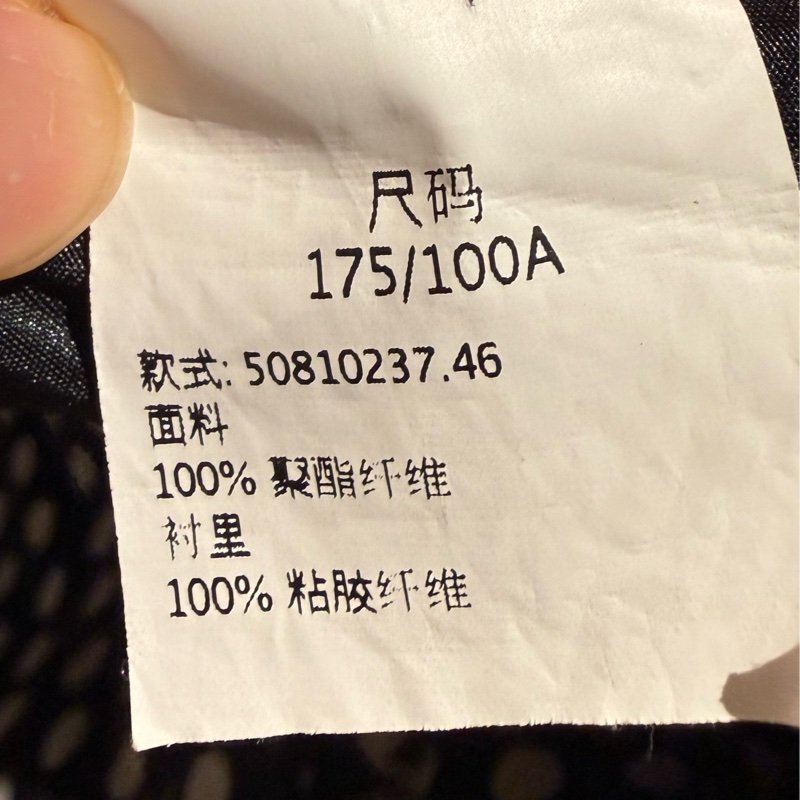 尺码
175/100A
款式: 50810237.46
面料
100% 聚酯纤维
衬里
100% 粘胶纤维